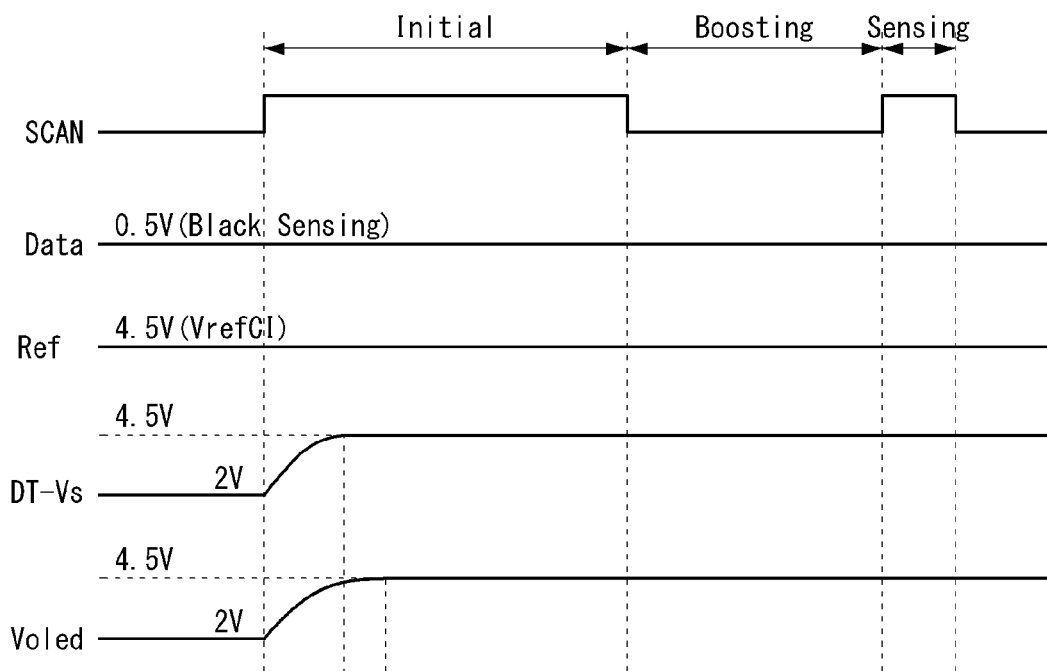 Initial Boosting Sensing
SCAN
0.5V(Black Sensing)
Data
4.5V(VrefCI)
Ref
4.5V
2V
DT-Vs
4.5V
2V
Voled